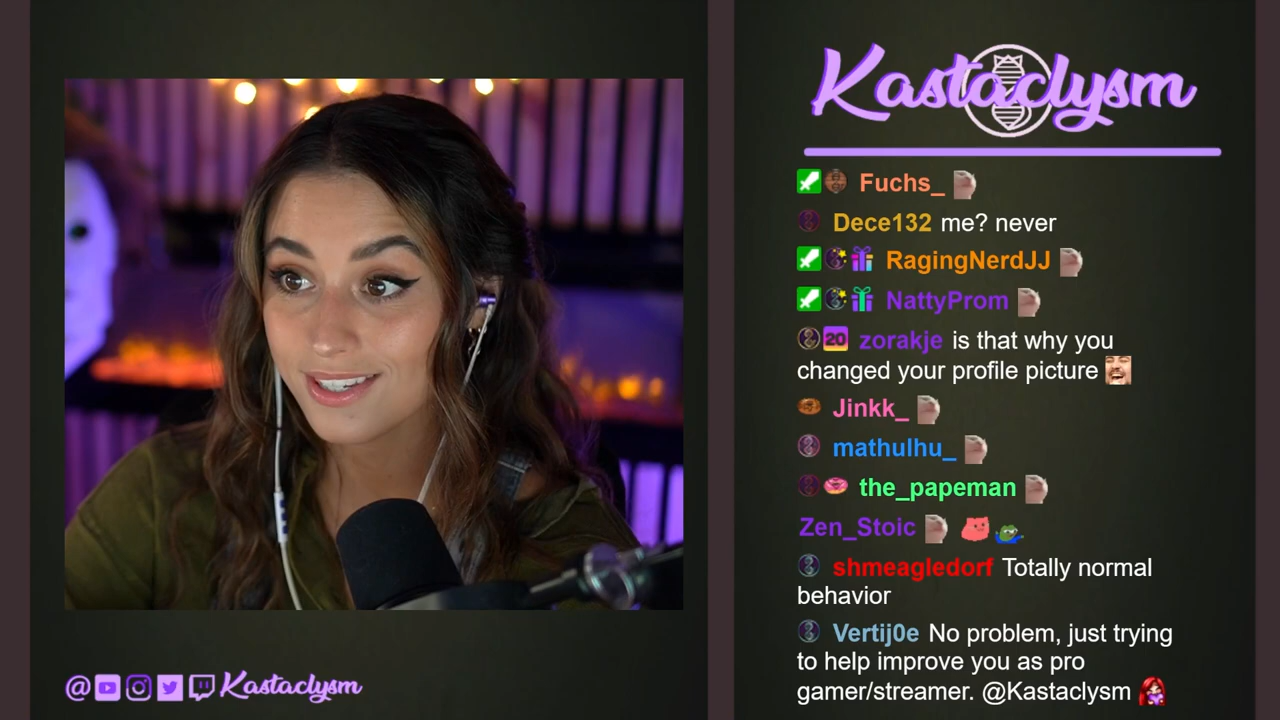 Kastaclysm
Fuchs_
Dece132 me? never
RagingNerdJJ
NattyProm
20 zorakje is that why you
changed your profile picture
Jinkk_
mathulhu_
the_papeman
Zen_Stoic
shmeagledorf Totally normal
behavior
Vertij0e No problem, just trying
to help improve you as pro
gamer/streamer. @Kastaclysm
@ Kastaclysm